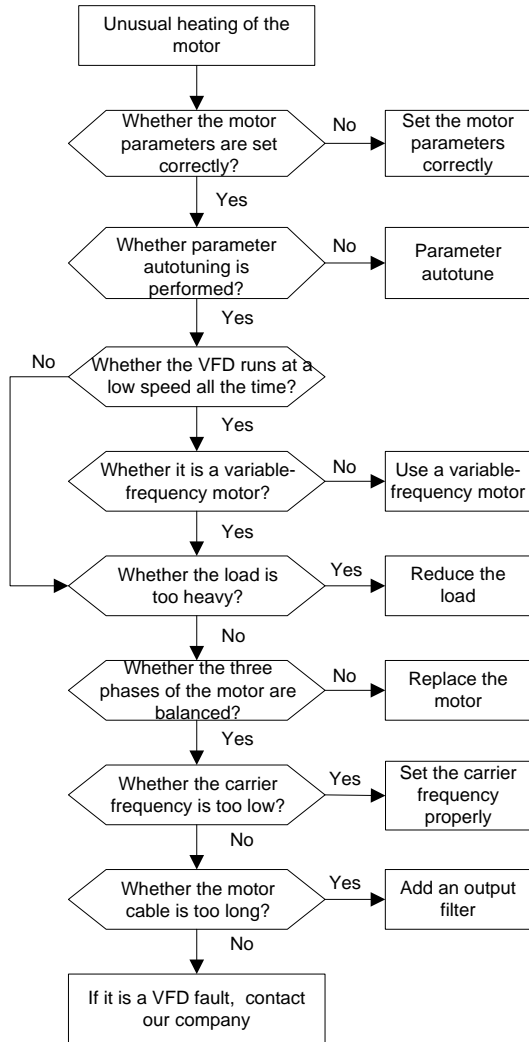 Unusual heating of the
motor
Whether the motor
parameters are set
correctly?
No
Set the motor
parameters
correctly
Yes
Whether parameter
autotuning is
performed?
No
Parameter
autotune
Yes
No
Whether the VFD runs at a
low speed all the time?
Yes
Whether it is a variable-
frequency motor?
No
Use a variable-
frequency motor
Yes
Whether the load is
too heavy?
Yes
Reduce the
load
No
Whether the three
phases of the motor are
balanced?
No
Replace the
motor
Yes
Whether the carrier
frequency is too low?
Yes
Set the carrier
frequency
properly
No
Whether the motor
cable is too long?
Yes
Add an output
filter
No
If it is a VFD fault, contact
our company